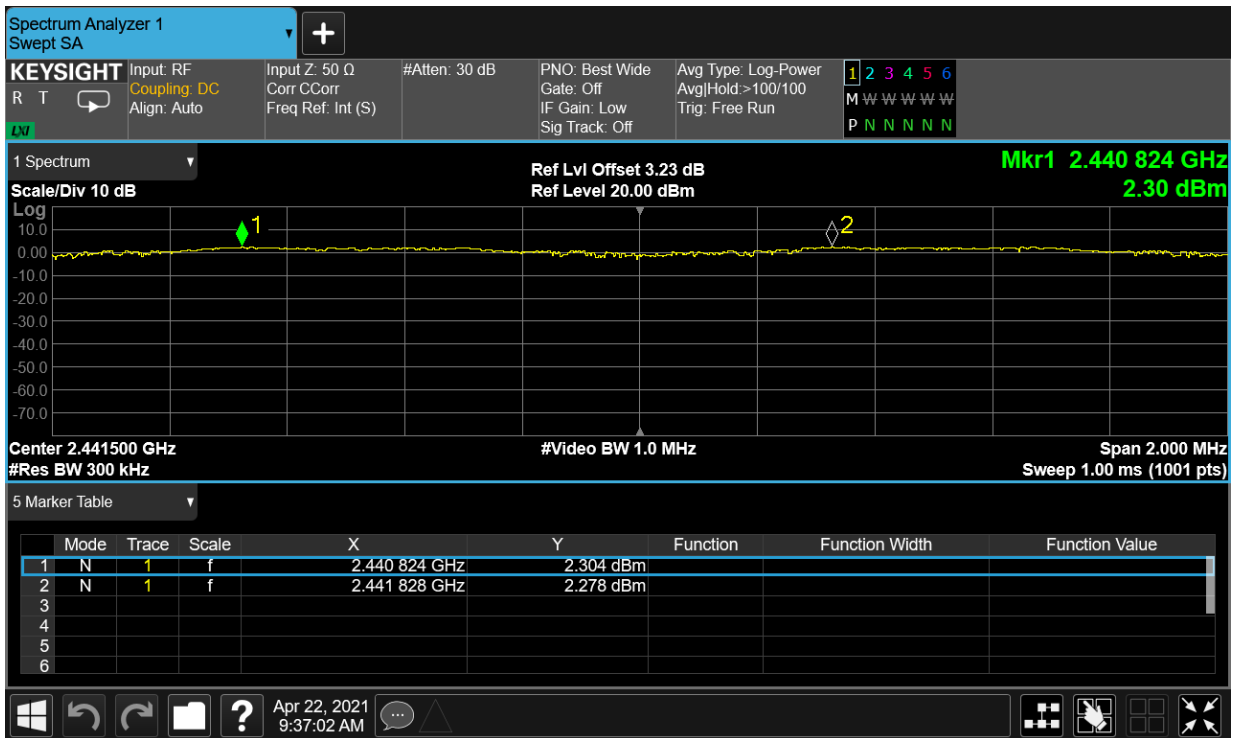 Spectrum Analyzer 1
Swept SA
KEYSIGHT
R T
LXI
Input: RF
Coupling: DC
Align: Auto
Input Z: 50 Ω
Corr CCorr
Freq Ref: Int (S)
#Atten: 30 dB
PNO: Best Wide
Gate: Off
IF Gain: Low
Sig Track: Off
Avg Type: Log-Power
Avg|Hold:>100/100
Trig: Free Run
1 2 3 4 5 6
M W W W W W
P N N N N N
1 Spectrum
Scale/Div 10 dB
Ref Lvl Offset 3.23 dB
Ref Level 20.00 dBm
Mkr1 2.440 824 GHz
2.30 dBm
Log
10.0
0.00
-10.0
-20.0
-30.0
-40.0
-50.0
-60.0
-70.0
1
2
Center 2.441500 GHz
#Video BW 1.0 MHz
Span 2.000 MHz
#Res BW 300 kHz
Sweep 1.00 ms (1001 pts)
5 Marker Table
Mode Trace Scale X Y Function Function Width Function Value
1 N 1 f 2.440 824 GHz 2.304 dBm
2 N 1 f 2.441 828 GHz 2.278 dBm
3
4
5
6
?
Apr 22, 2021
9:37:02 AM